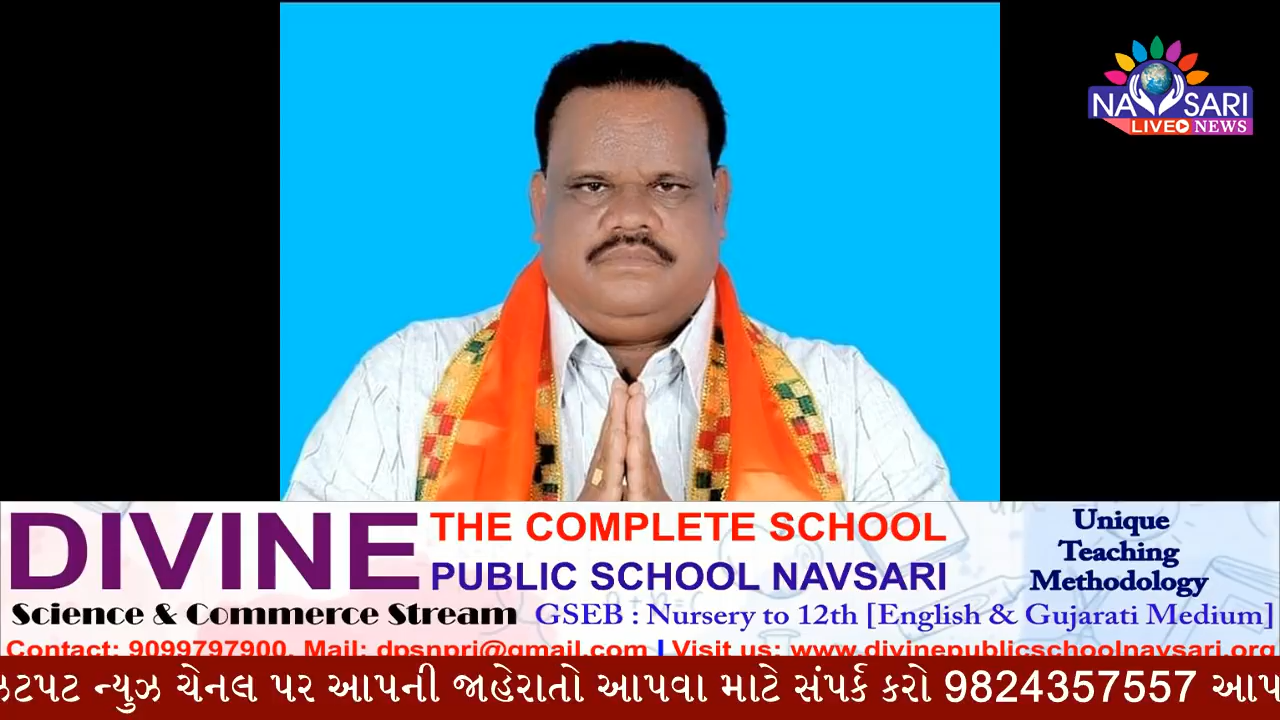 NAVSARI
LIVE NEWS
DIVINE
THE COMPLETE SCHOOL
PUBLIC SCHOOL NAVSARI
Unique
Teaching
Methodology
Science & Commerce Stream
GSEB : Nursery to 12th [English & Gujarati Medium]
Contact: 9099797900, Mail: dpsnpri@gmail.com | Visit us: www.divinepublicschoolnavsari.org
ઝટપટ ન્યુઝ ચેનલ પર આપની જાહેરાતો આપવા માટે સંપર્ક કરો 9824357557 આપ